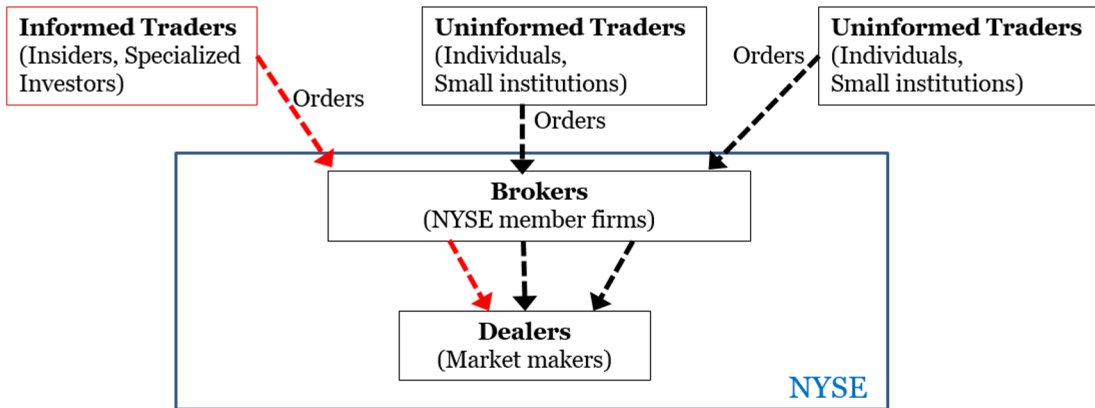 Informed Traders
(Insiders, Specialized
Investors)
Uninformed Traders
(Individuals,
Small institutions)
Uninformed Traders
(Individuals,
Small institutions)
Orders
Orders
Orders
Brokers
(NYSE member firms)
Dealers
(Market makers)
NYSE